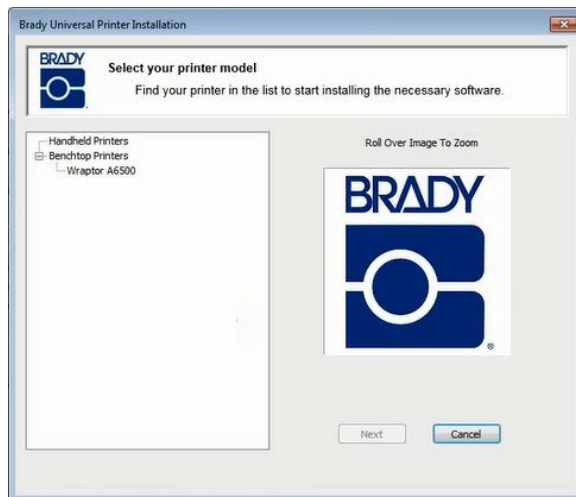 Brady Universal Printer Installation
BRADY
Select your printer model
Find your printer in the list to start installing the necessary software.
Handheld Printers
Benchtop Printers
Wraptor A6500
Roll Over Image To Zoom
BRADY
®
Next
Cancel